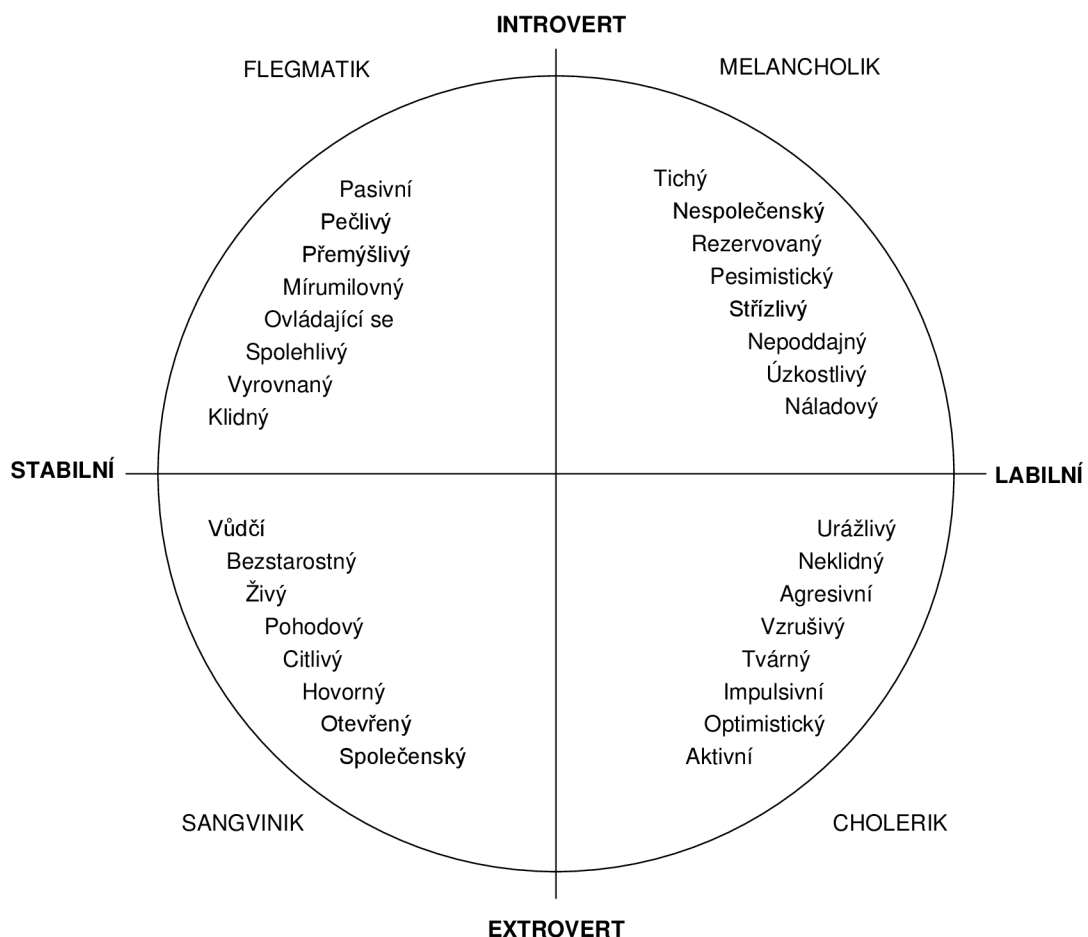 INTROVERT
FLEGMATIK
MELANCHOLIK
Pasivní
Pečlivý
Přemýšlivý
Mírumilovný
Ovládající se
Spolehlivý
Vyrovnaný
Klidný
Tichý
Nespolečenský
Rezervovaný
Pesimistický
Střízlivý
Nepoddajný
Úzkostlivý
Náladový
STABILNÍ
LABILNÍ
Vůdčí
Bezstarostný
Živý
Pohodový
Citlivý
Hovorný
Otevřený
Společenský
Urážlivý
Neklidný
Agresivní
Vzrušivý
Tvárný
Impulsivní
Optimistický
Aktivní
SANGVINIK
CHOLERIK
EXTROVERT